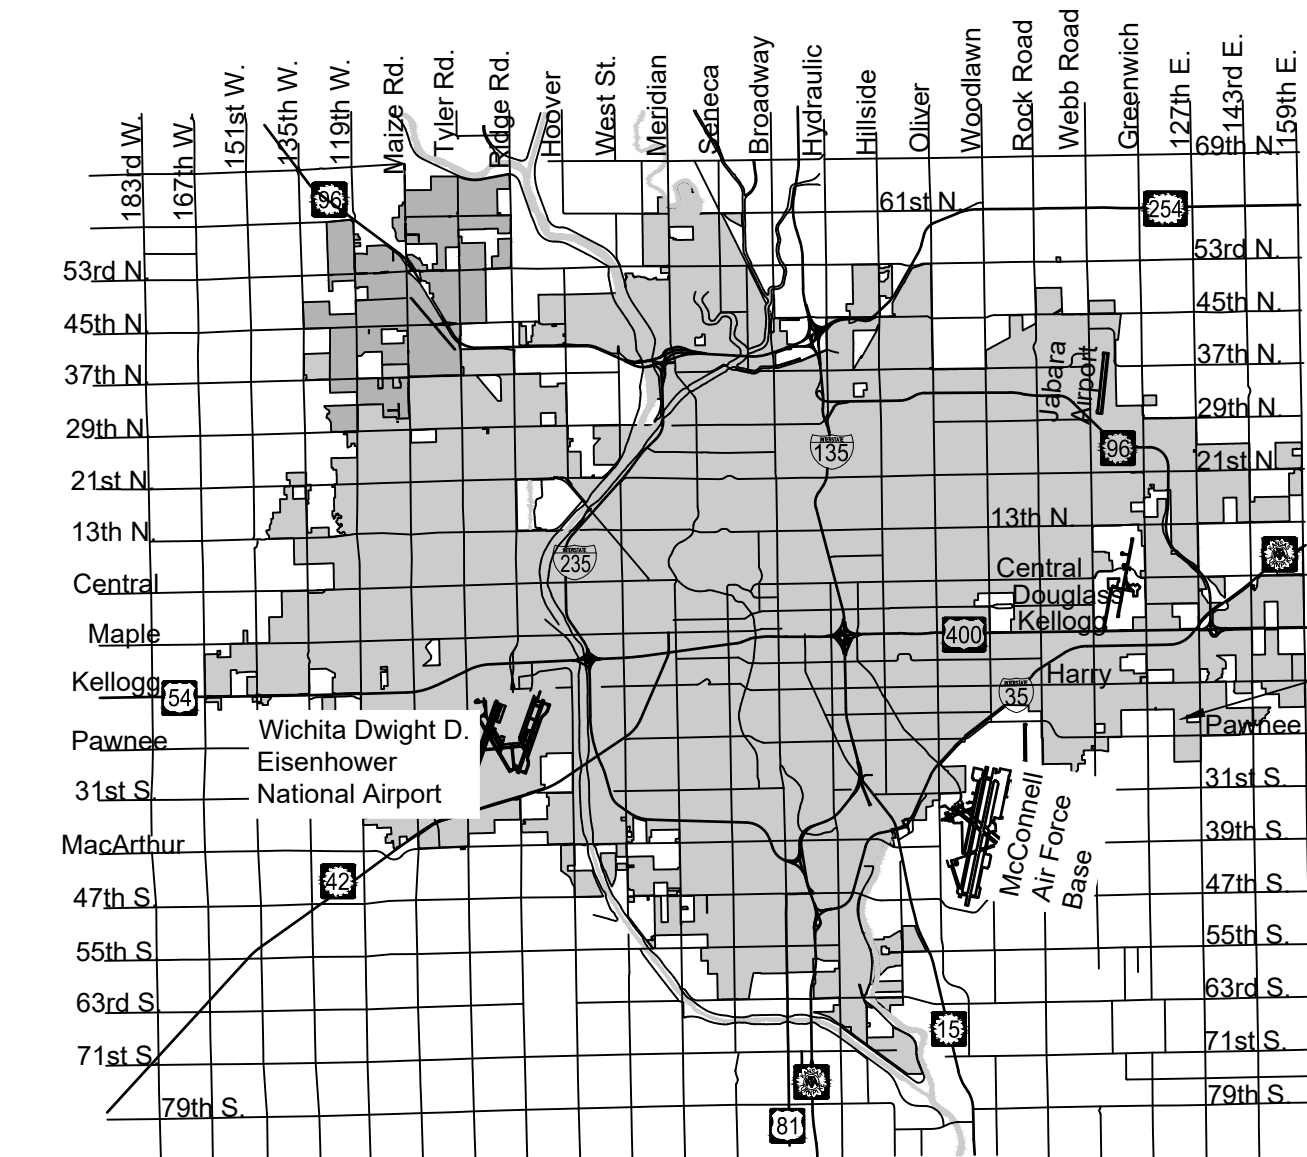 183rd W.
167th W.
151st W.
135th W.
119th W.
Maize Rd.
Tyler Rd.
Ridge Rd.
Hoover
West St.
Meridian
Seneca
Broadway
Hydraulic
Hillside
Oliver
Woodlawn
Rock Road
Webb Road
Greenwich
127th E.
143rd E.
159th E.
69th N.
96
61st N.
254
53rd N.
53rd N.
45th N.
45th N.
37th N.
37th N.
Jabara
Airport
29th N.
29th N.
135
96
21st N.
21st N.
13th N.
13th N.
INTERSTATE
235
Central
Central
Douglass
Maple
Kellogg
400
Kellogg
54
Harry
35
Wichita Dwight D.
Eisenhower
National Airport
Pawnee
Pawnee
31st S.
31st S.
McConnell
Air Force
Base
39th S.
MacArthur
42
47th S.
47th S.
55th S.
55th S.
63rd S.
63rd S.
15
71st S.
71st S.
79th S.
79th S.
81